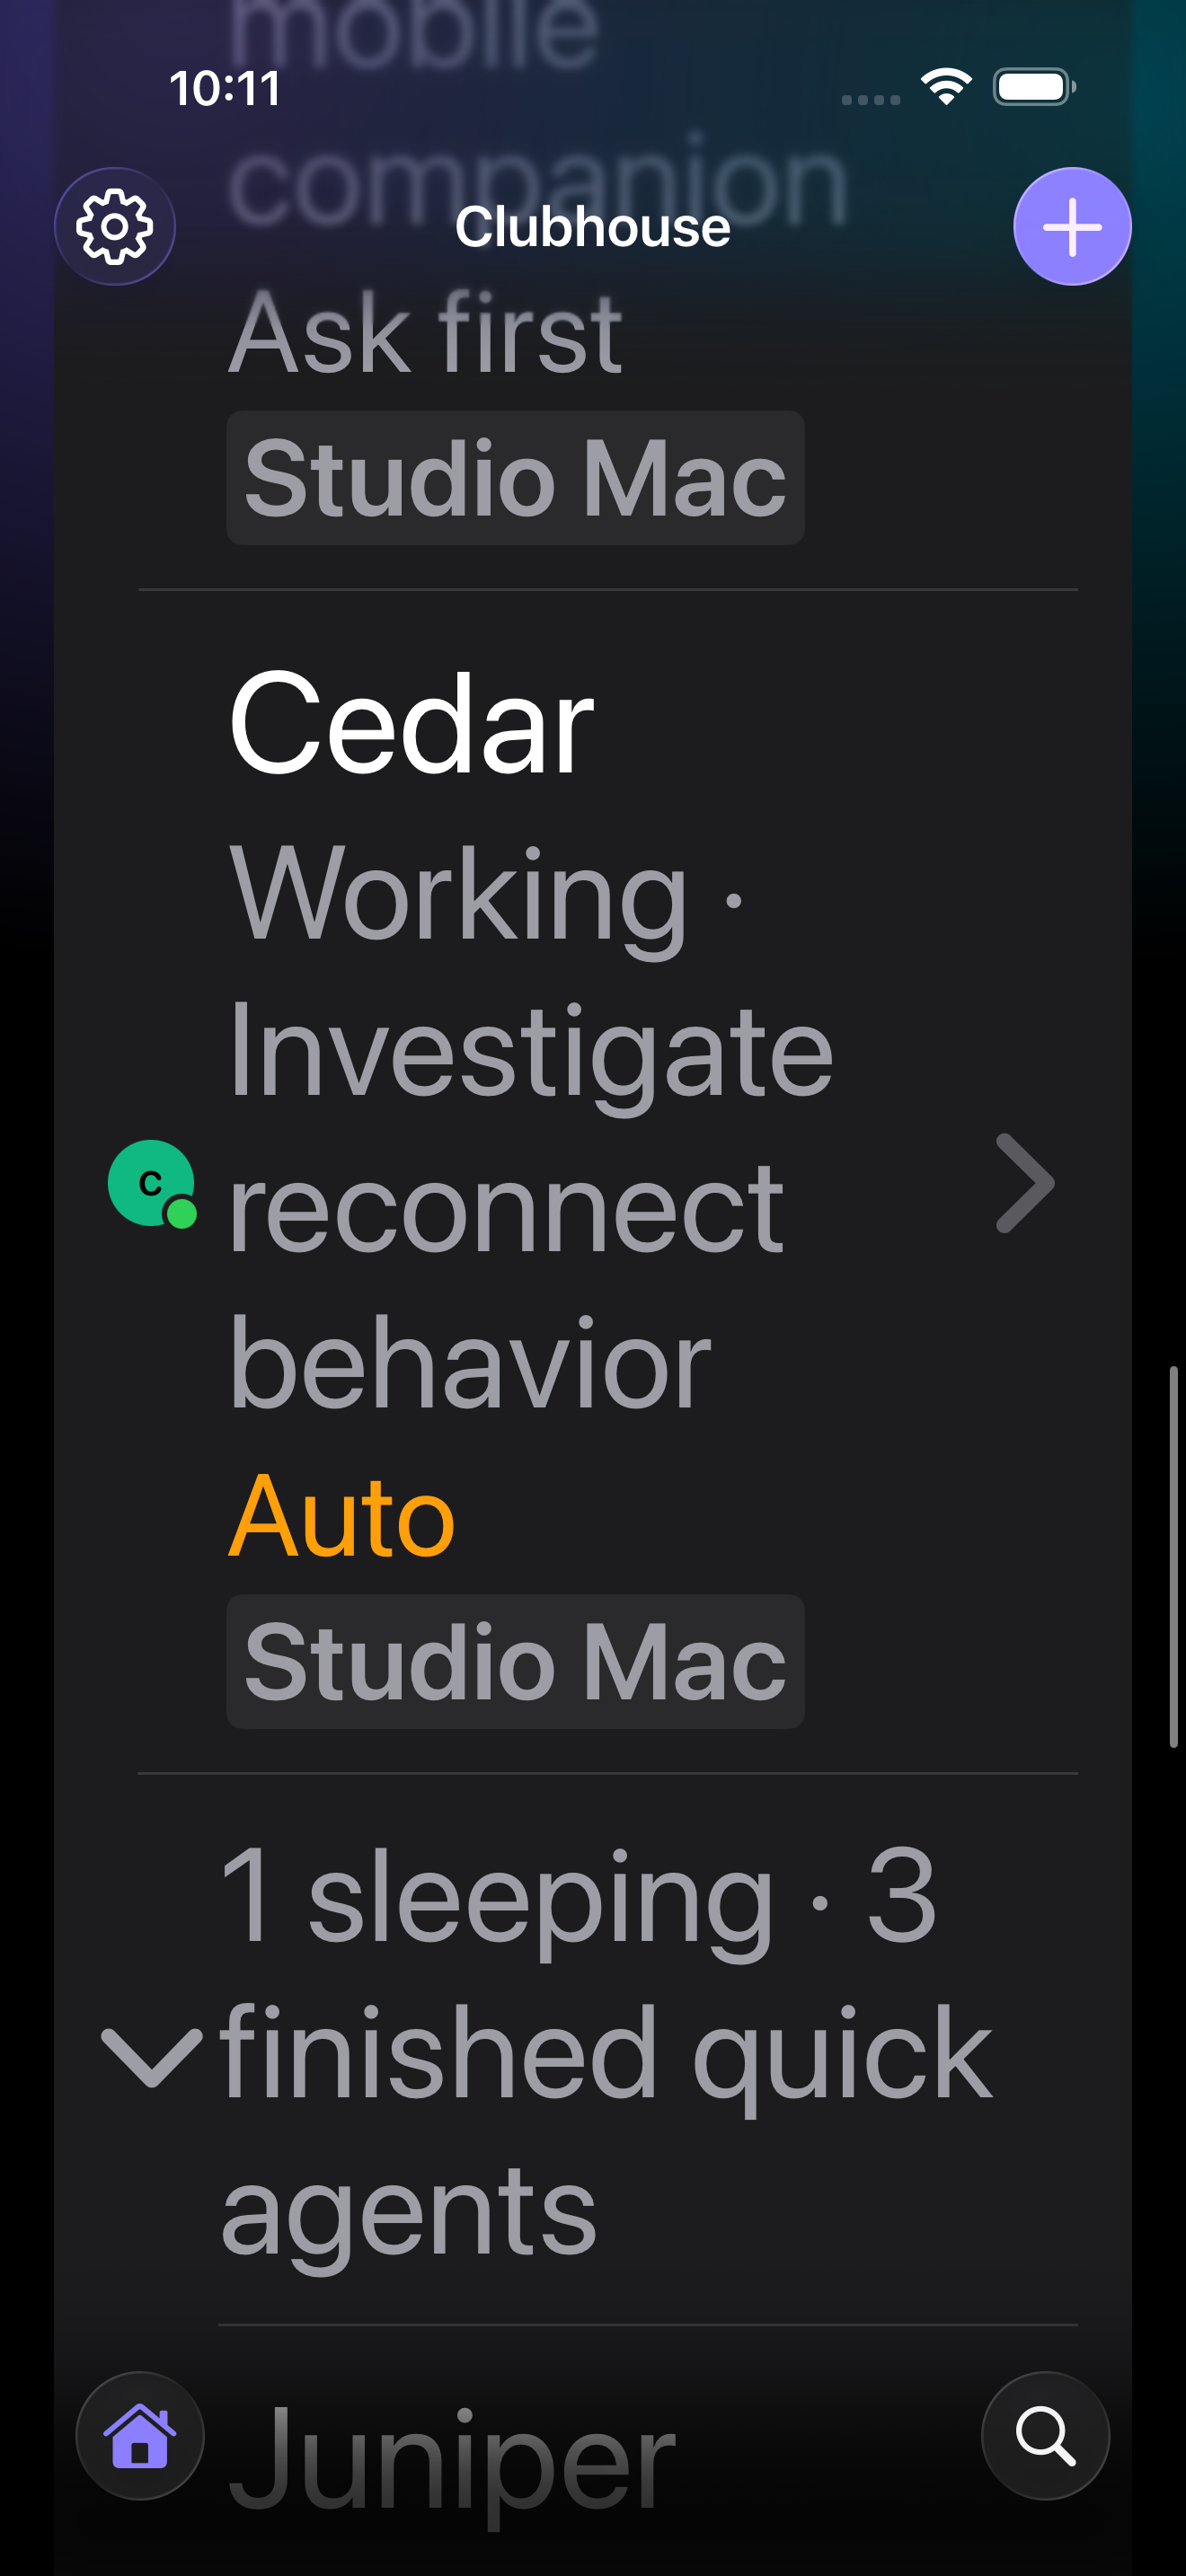 mobile
10:11
companion
Clubhouse
Ask first
Studio Mac
Cedar
Working ·
Investigate
reconnect
behavior
C
Auto
Studio Mac
1 sleeping · 3
finished quick
agents
Juniper